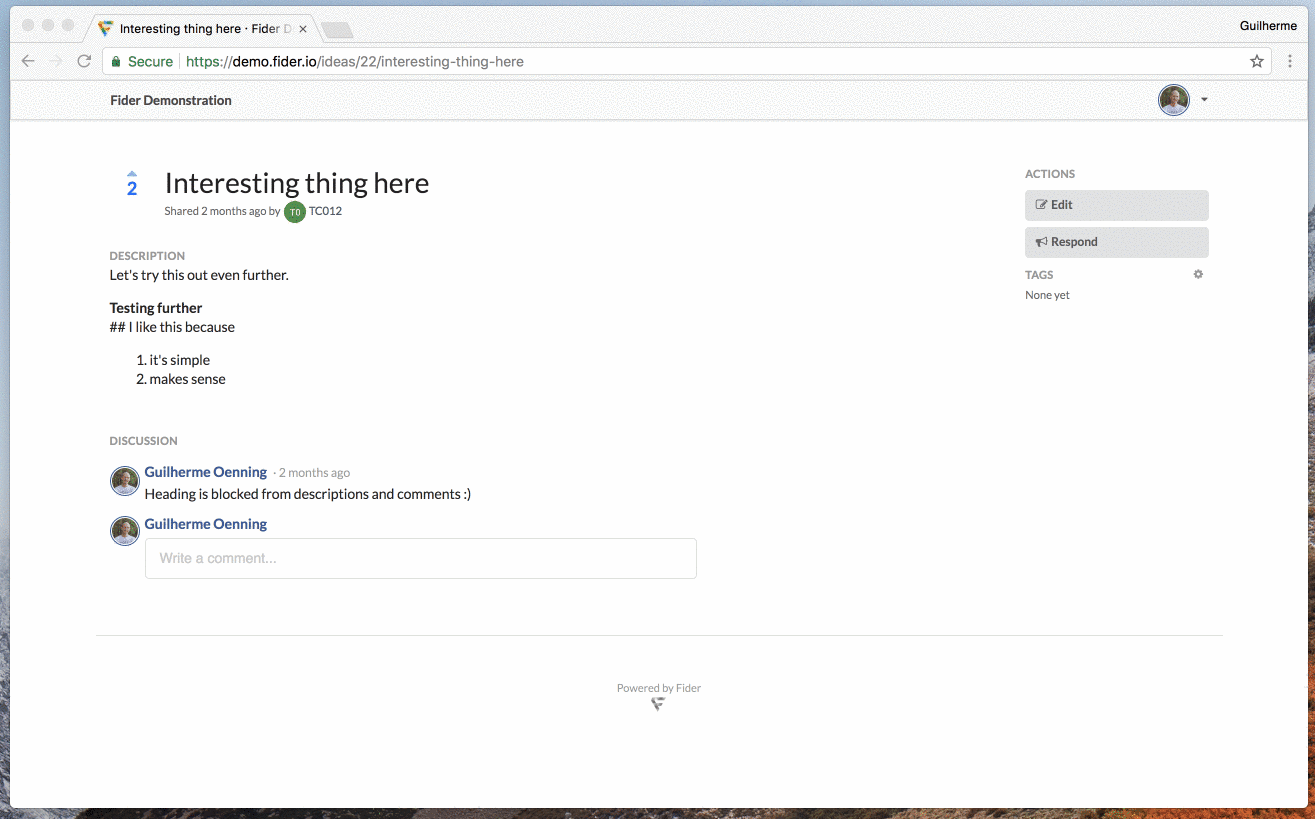 Interesting thing here · Fider D
Guilherme
Secure https://demo.fider.io/ideas/22/interesting-thing-here
Fider Demonstration
2
Interesting thing here
Shared 2 months ago by T0 TC012
DESCRIPTION
Let's try this out even further.
Testing further
## I like this because
1. it's simple
2. makes sense
DISCUSSION
Guilherme Oenning · 2 months ago
Heading is blocked from descriptions and comments :)
Guilherme Oenning
Write a comment...
ACTIONS
Edit
Respond
TAGS
None yet
Powered by Fider